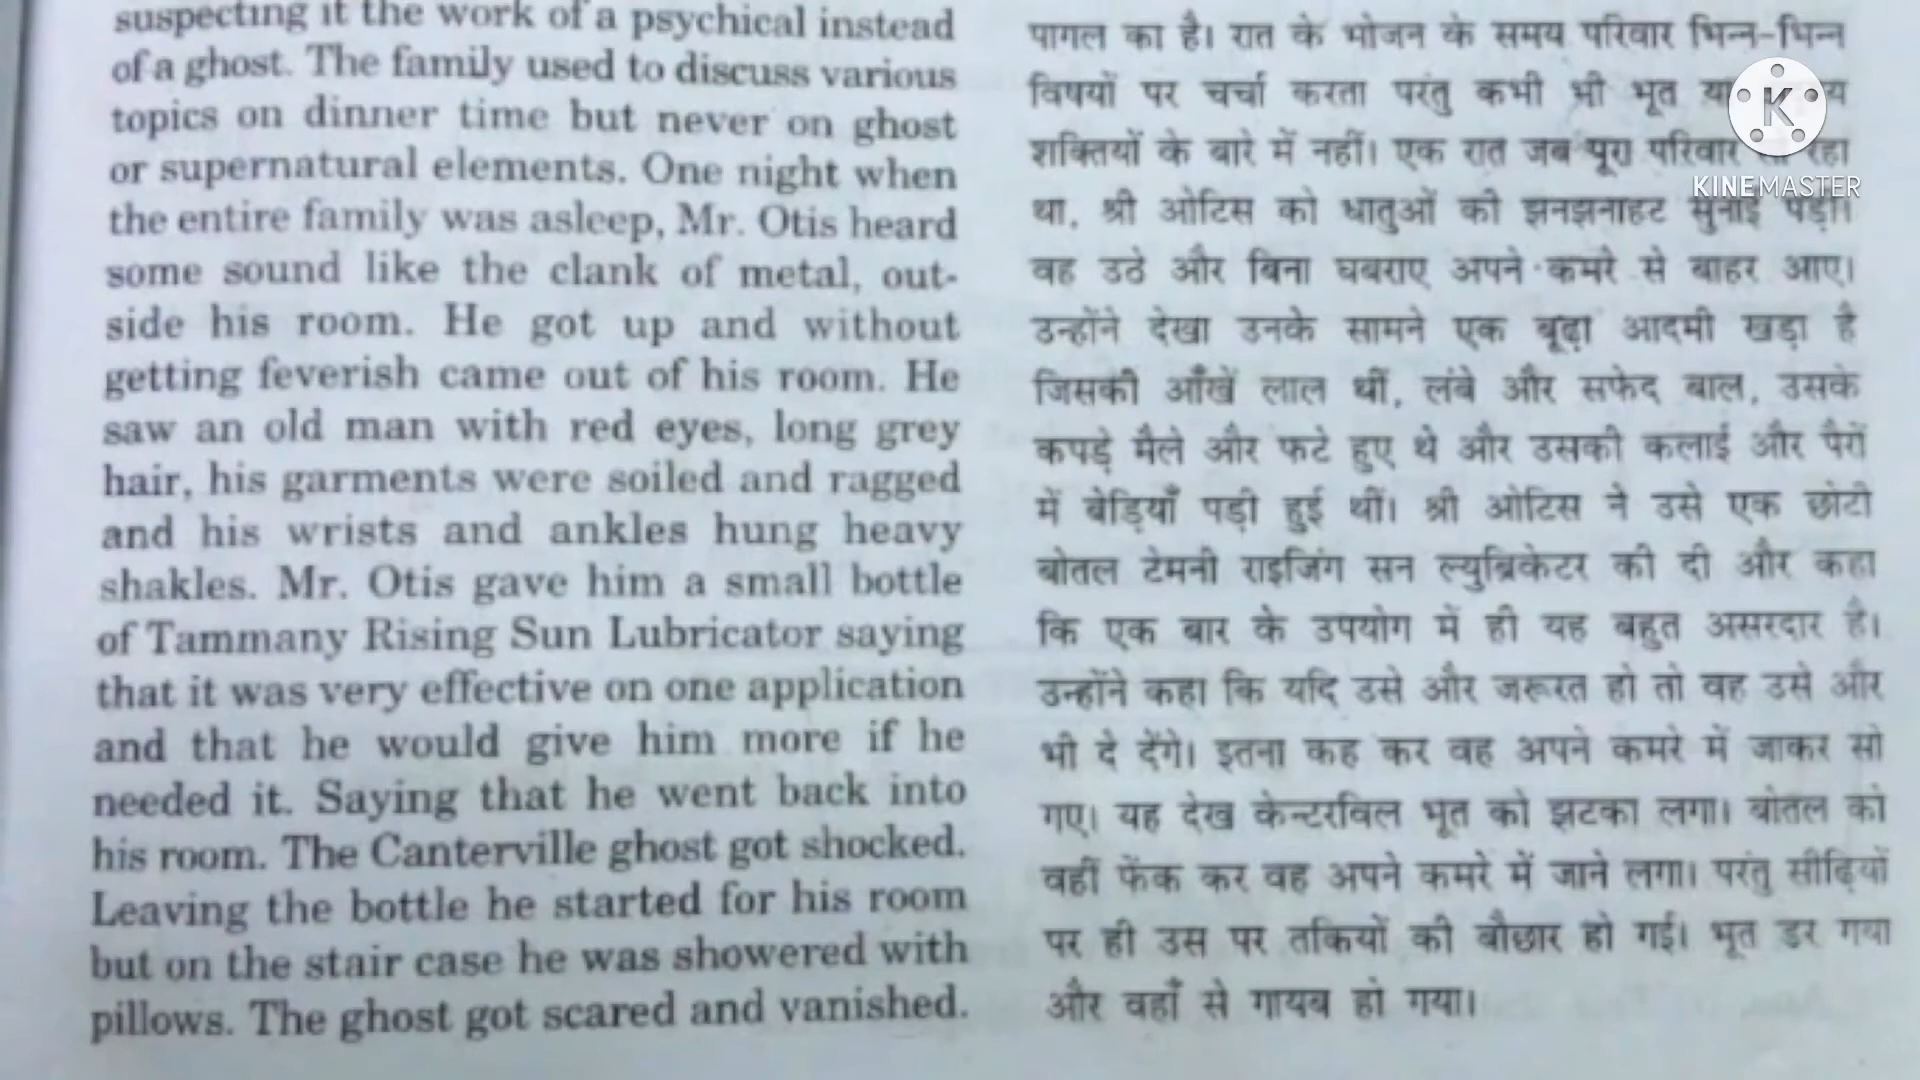 suspecting it the work of a psychical instead
of a ghost. The family used to discuss various
topics on dinner time but never on ghost
or supernatural elements. One night when
the entire family was asleep, Mr. Otis heard
some sound like the clank of metal, out-
side his room. He got up and without
getting feverish came out of his room. He
saw an old man with red eyes, long grey
hair, his garments were soiled and ragged
and his wrists and ankles hung heavy
shakles. Mr. Otis gave him a small bottle
of Tammany Rising Sun Lubricator saying
that it was very effective on one application
and that he would give him more if he
needed it. Saying that he went back into
his room. The Canterville ghost got shocked.
Leaving the bottle he started for his room
but on the stair case he was showered with
pillows. The ghost got scared and vanished.
पागल का है। रात के भोजन के समय परिवार भिन्न-भिन्न
विषयों पर चर्चा करता परंतु कभी भी भूत या
शक्तियों के बारे में नहीं। एक रात जब पूरा परिवार रहा
था, श्री ओटिस को धातुओं की झनझनाहट सुनाई पड़ी।
वह उठे और बिना घबराए अपने कमरे से बाहर आए।
उन्होंने देखा उनके सामने एक बूढ़ा आदमी खड़ा है
जिसकी आँखें लाल थीं, लंबे और सफेद बाल, उसके
कपड़े मैले और फटे हुए थे और उसकी कलाई और पैरों
में बेड़ियाँ पड़ी हुई थीं। श्री ओटिस ने उसे एक छोटी
बोतल टेमनी राइजिंग सन ल्युब्रिकेटर की दी और कहा
कि एक बार के उपयोग में ही यह बहुत असरदार है।
उन्होंने कहा कि यदि उसे और जरूरत हो तो वह उसे और
भी दे देंगे। इतना कह कर वह अपने कमरे में जाकर सो
गए। यह देख केन्टरविल भूत को झटका लगा। बोतल को
वहीं फेंक कर वह अपने कमरे में जाने लगा। परंतु सीढ़ियों
पर ही उस पर तकियों की बौछार हो गई। भूत डर गया
और वहाँ से गायब हो गया।
K
KINEMASTER